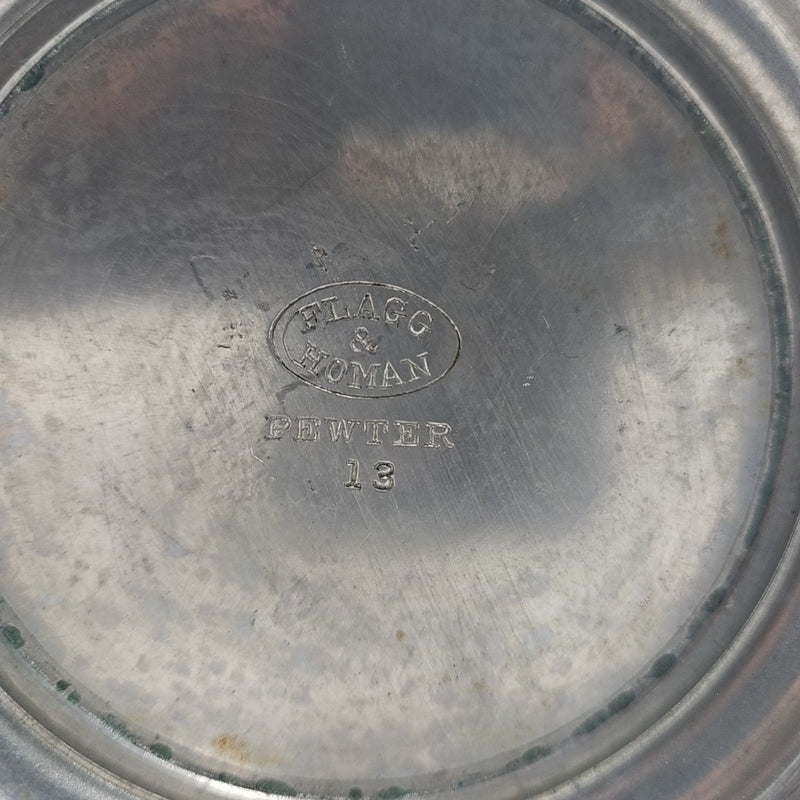 FLAGG
&
HOMAN
PEWTER
13